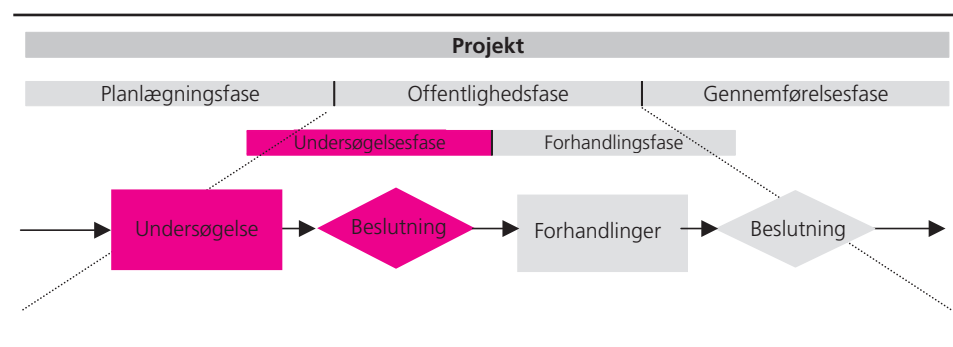 Projekt
Planlægningsfase Offentlighedsfase Gennemførelsesfase
Undersøgelsesfase Forhandlingsfase
Undersøgelse Beslutning Forhandlinger Beslutning